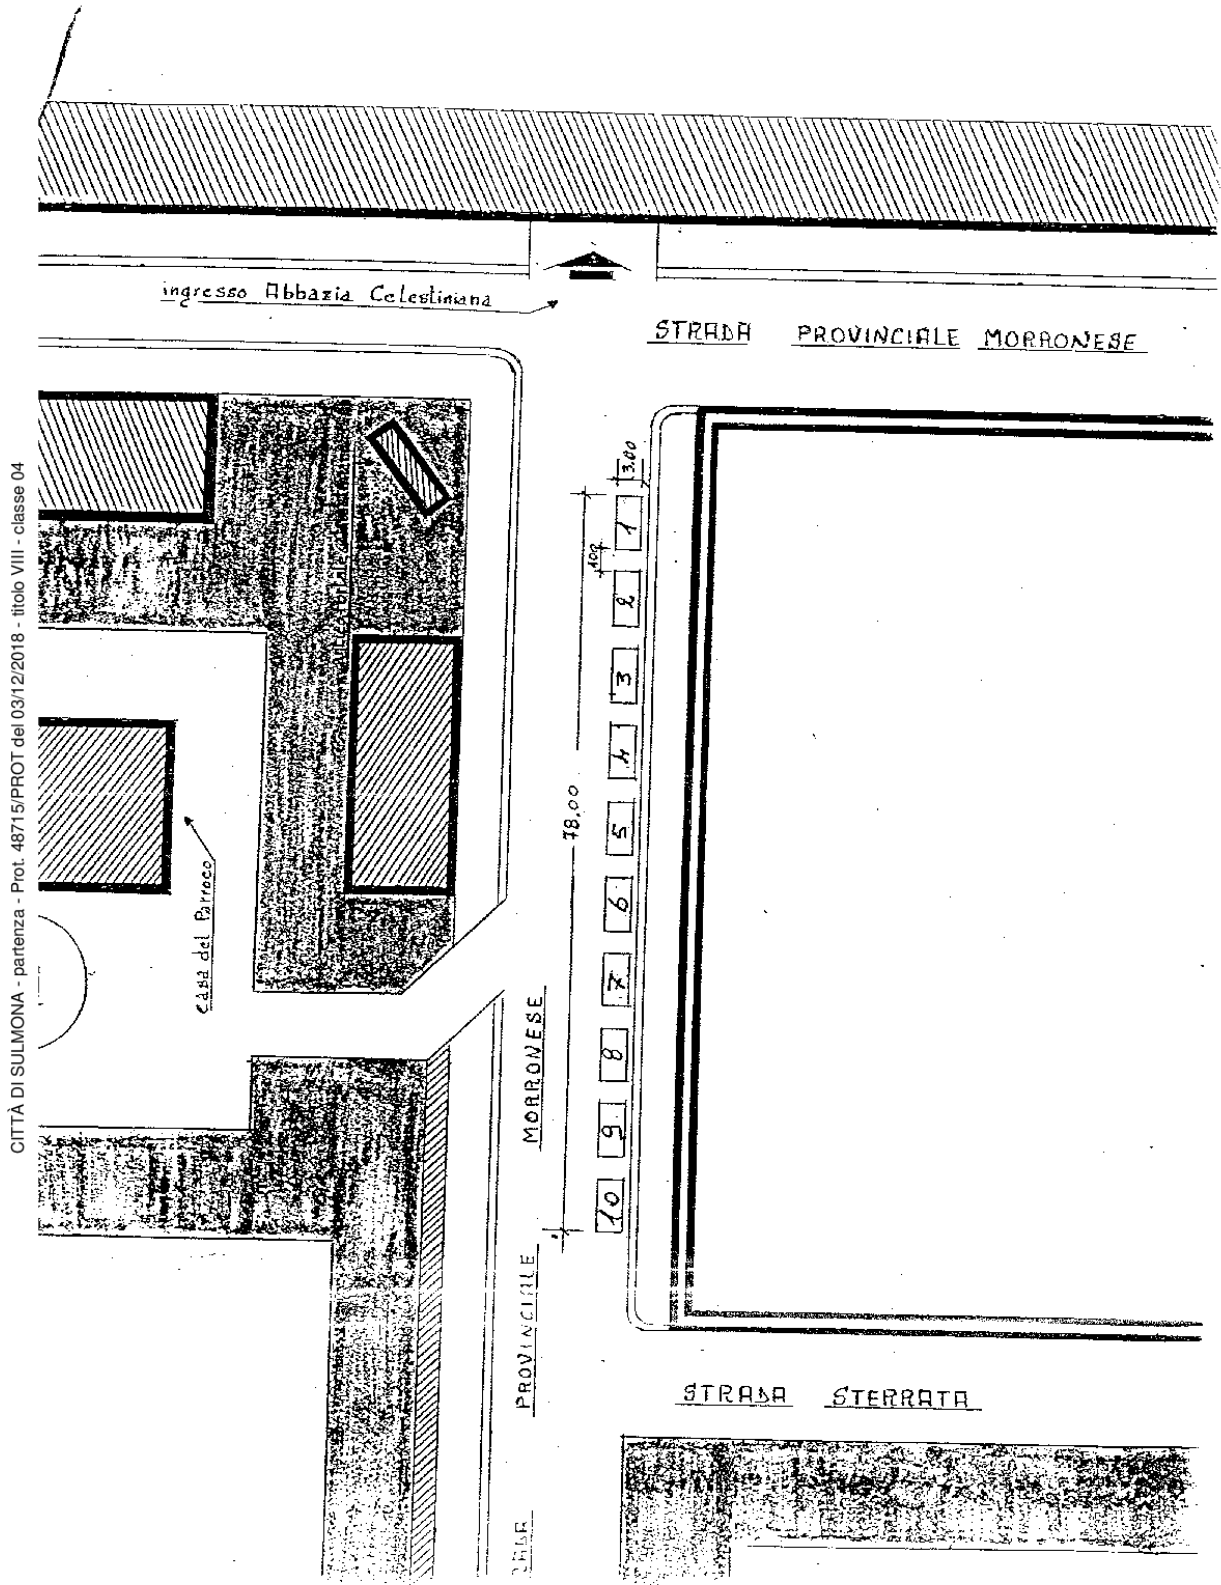 CITTÀ DI SULMONA - partenza - Prot. 48715/PROT del 03/12/2018 - titolo VIII - classe 04
ingresso Abbazia Celestiniana
STRADA PROVINCIALE MORRONESE
3.00
1
2
3
4
5
6
7
8
9
10
78,00
Casa del Parroco
PROVINCIALE MORRONESE
STRADA STERRATA